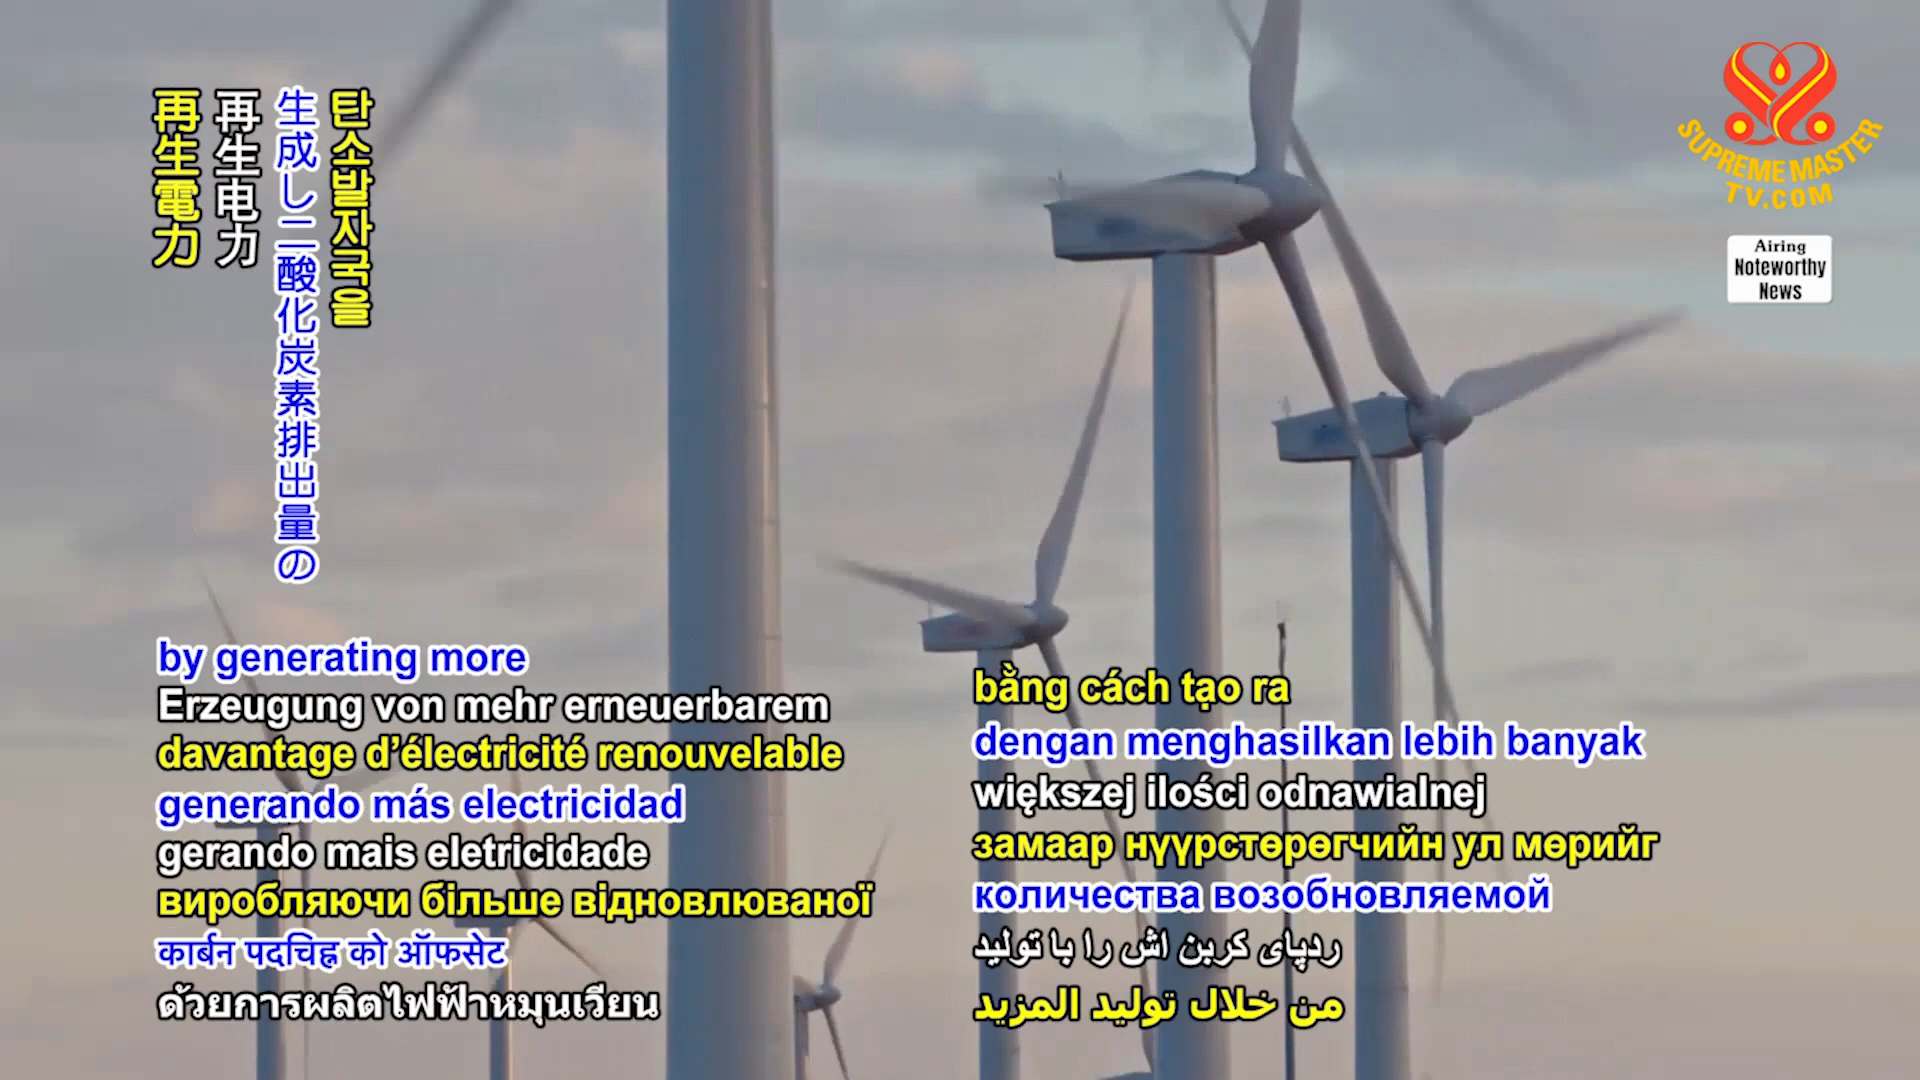 再生電力
再生电力
生成し二酸化炭素排出量の
탄소발자국을
SUPREME MASTER
TV.COM
Airing
Noteworthy
News
by generating more
Erzeugung von mehr erneuerbarem
davantage d’électricité renouvelable
generando más electricidad
gerando mais eletricidade
виробляючи більше відновлюваної
कार्बन पदचिह्न को ऑफसेट
ด้วยการผลิตไฟฟ้าหมุนเวียน
bằng cách tạo ra
dengan menghasilkan lebih banyak
większej ilości odnawialnej
замаар нүүрстөрөгчийн ул мөрийг
количества возобновляемой
ردپای کربن اش را با تولید
من خلال توليد المزيد